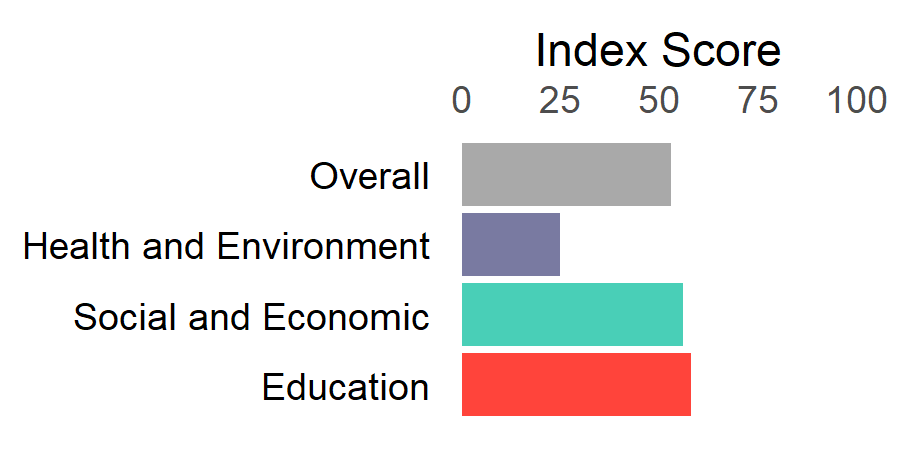 Index Score
0 25 50 75 100
Overall
Health and Environment
Social and Economic
Education